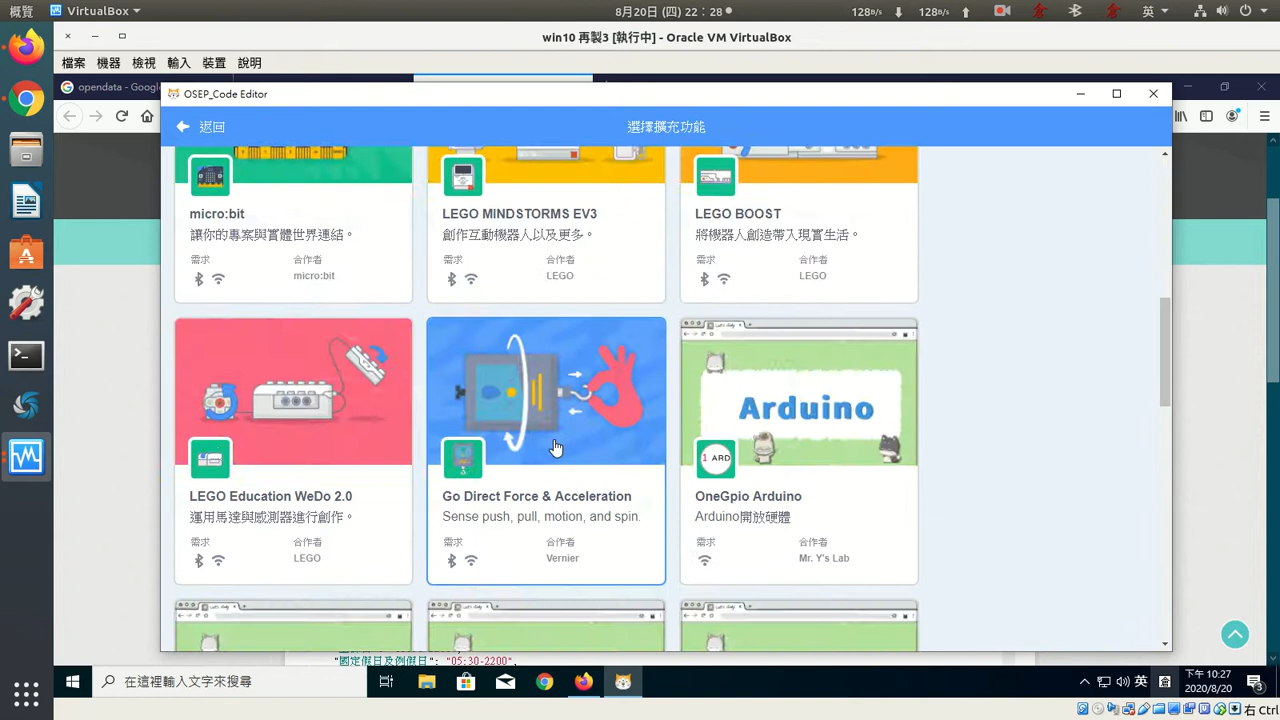 概覽
VirtualBox
8月20日 (四) 22：28
128B/s
128B/s
英
win10 再製3 [執行中] - Oracle VM VirtualBox
檔案
機器
檢視
輸入
裝置
說明
opendata - Google
OSEP_Code Editor
返回
選擇擴充功能
micro:bit
讓你的專案與實體世界連結。
需求
合作者
micro:bit
LEGO MINDSTORMS EV3
創作互動機器人以及更多。
需求
合作者
LEGO
LEGO BOOST
將機器人創造帶入現實生活。
需求
合作者
LEGO
LEGO Education WeDo 2.0
運用馬達與感測器進行創作。
需求
合作者
LEGO
Go Direct Force & Acceleration
Sense push, pull, motion, and spin.
需求
合作者
Vernier
Arduino
1 ARD
OneGpio Arduino
Arduino開放硬體
需求
合作者
Mr. Y's Lab
"國定假日及例假日": "05:30-2200",
在這裡輸入文字來搜尋
英
下午 10:27
2020/8/20
3
右 Ctrl